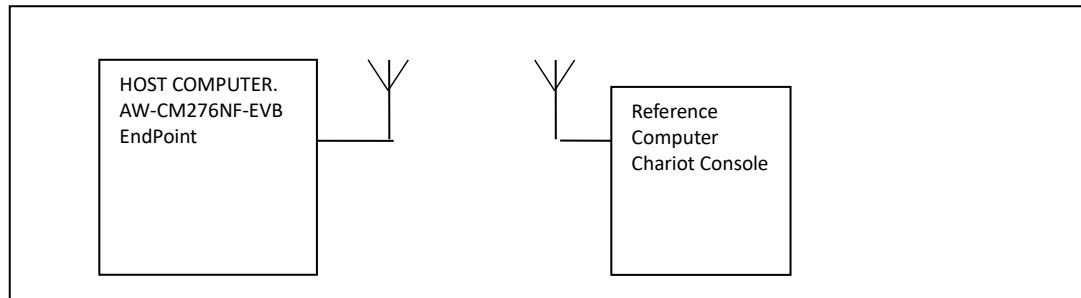 HOST COMPUTER.
AW-CM276NF-EVB
EndPoint
Reference
Computer
Chariot Console